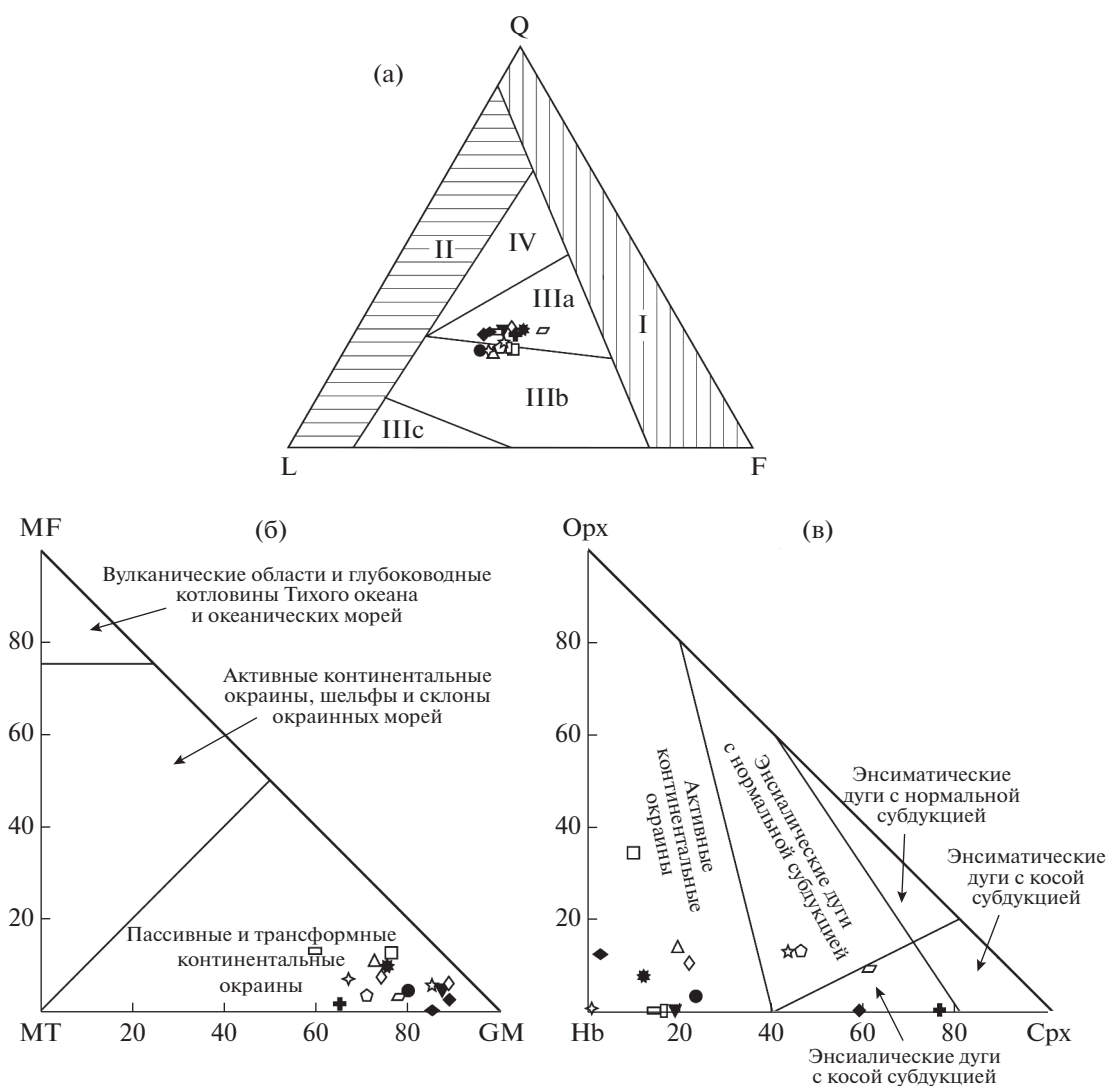 Q
(а)
II
IV
IIIa
I
IIIb
IIIc
L
F
MF
(б)
Вулканические области и глубоководные
котловины Тихого океана
и океанических морей
80
Активные континентальные
окраины, шельфы и склоны
окраинных морей
60
40
20
Пассивные и трансформные
континентальные
окраины
MT
20
40
60
80
GM
Opx
(в)
80
60
40
20
Активные
континентальные
окраины
Энсиалические дуги
с нормальной субдукцией
Энсиматические
дуги с нормальной
субдукцией
Энсиматические
дуги с косой
субдукцией
Hb
20
40
60
80
Cpx
Энсиалические дуги
с косой субдукцией